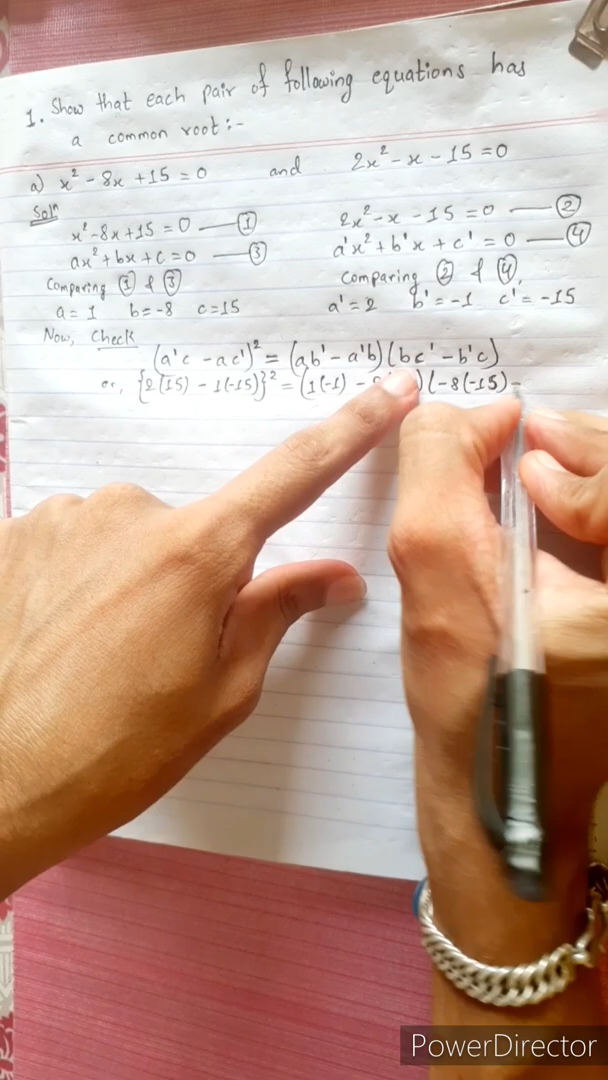 1. Show that each pair of following equations has
a common root:-
a) x² - 8x + 15 = 0 and 2x² - x - 15 = 0
Solⁿ
x² - 8x + 15 = 0 —— ① 2x² - x - 15 = 0 —— ②
ax² + bx + c = 0 —— ③ a'x² + b'x + c' = 0 —— ④
Comparing ① & ③ Comparing ② & ④,
a = 1 b = -8 c = 15 a' = 2 b' = -1 c' = -15
Now, Check
(a'c - ac')² = (ab' - a'b) (bc' - b'c)
or, {2(15) - 1(-15)}² = (1(-1) - ) (-8(-15) -
PowerDirector